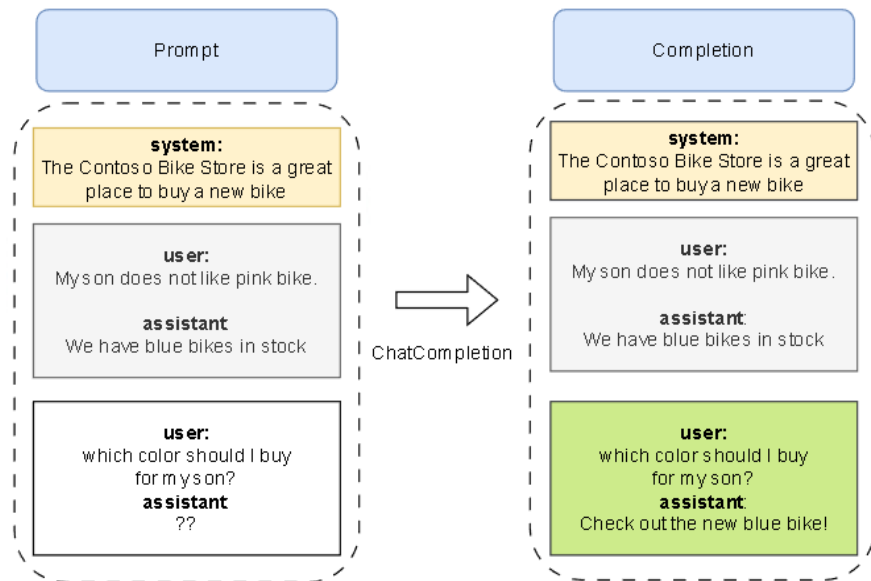 Prompt
system:
The Contoso Bike Store is a great
place to buy a new bike
user:
My son does not like pink bike.
assistant
We have blue bikes in stock
user:
which color should I buy
for my son?
assistant
??
ChatCompletion
Completion
system:
The Contoso Bike Store is a great
place to buy a new bike
user:
My son does not like pink bike.
assistant:
We have blue bikes in stock
user:
which color should I buy
for my son?
assistant:
Check out the new blue bike!